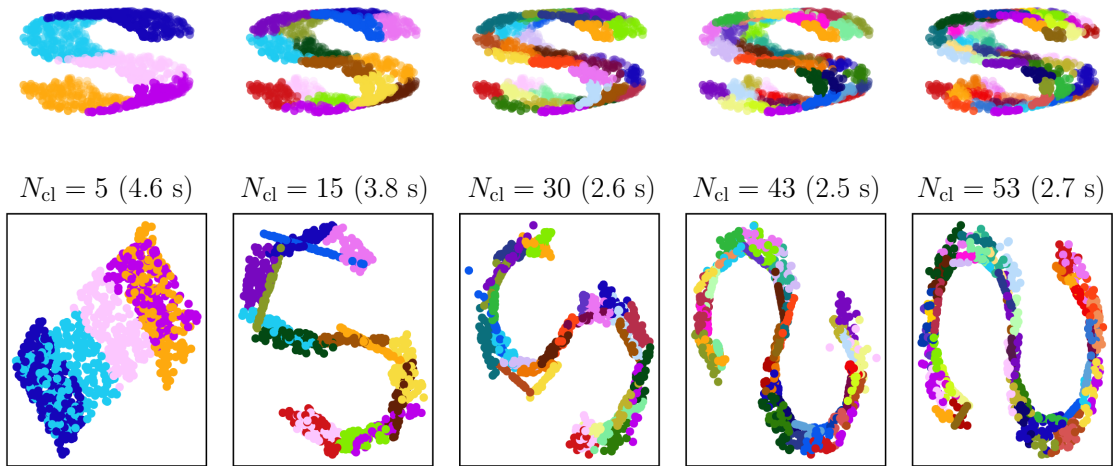 N_cl = 5 (4.6 s)
N_cl = 15 (3.8 s)
N_cl = 30 (2.6 s)
N_cl = 43 (2.5 s)
N_cl = 53 (2.7 s)